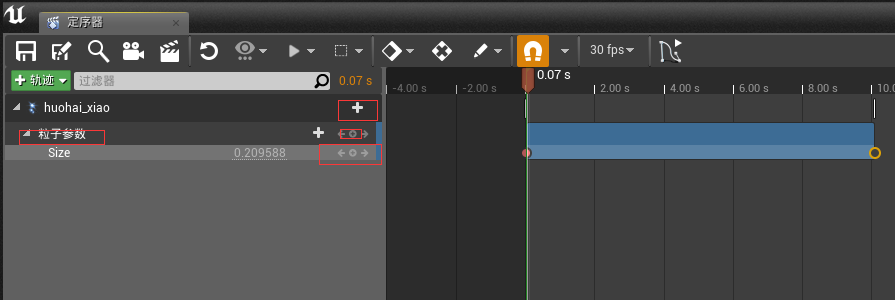 定序器
30 fps
轨迹
过滤器
0.07 s
0.07 s
-4.00 s
-2.00 s
2.00 s
4.00 s
6.00 s
8.00 s
10.0
huohai_xiao
粒子参数
Size
0.209588